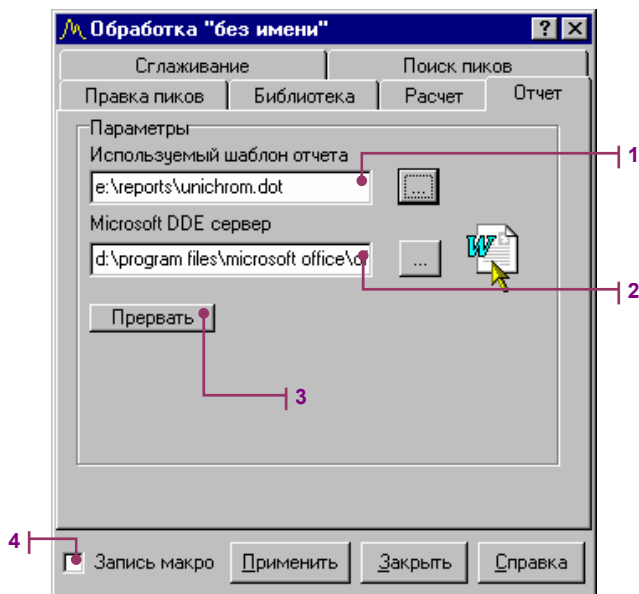 Обработка "без имени"
Сглаживание Поиск пиков
Правка пиков Библиотека Расчет Отчет
Параметры
Используемый шаблон отчета
1
e:\reports\unichrom.dot ...
Microsoft DDE сервер
d:\program files\microsoft office\ ...
W
2
Прервать
3
4
Запись макро Применить Закрыть Справка